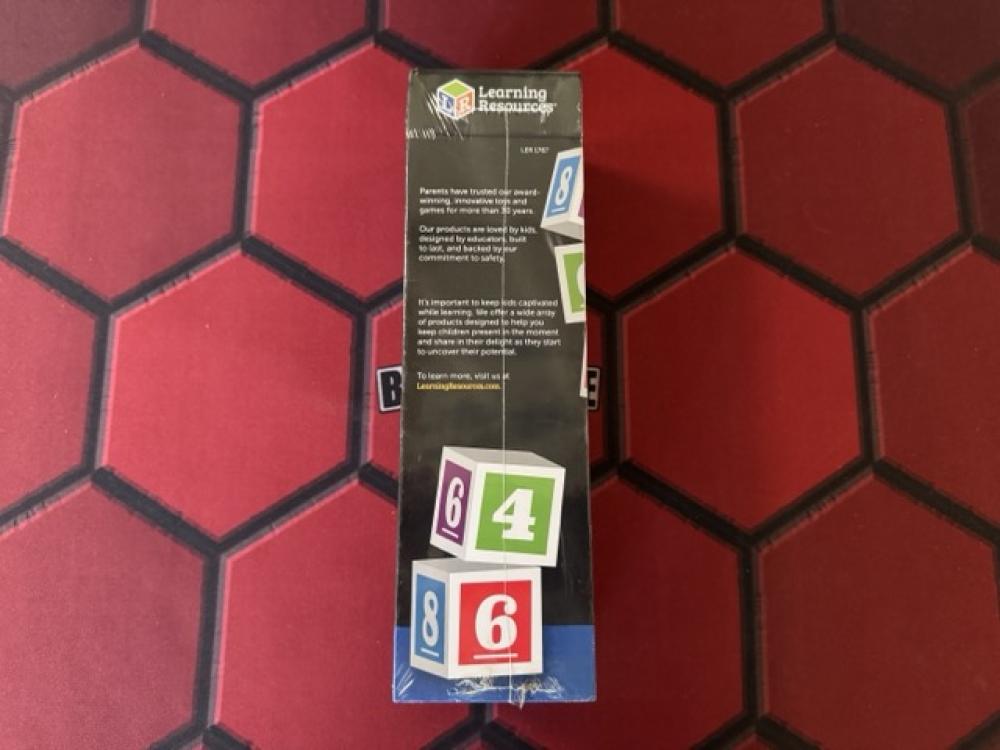 LR Learning
Resources
LER 1767
Parents have trusted our award-
winning, innovative toys and
games for more than 30 years.
Our products are loved by kids,
designed by educators, built
to last, and backed by our
commitment to safety.
It's important to keep kids captivated
while learning. We offer a wide array
of products designed to help you
keep children present in the moment
and share in their delight as they start
to uncover their potential.
To learn more, visit us at
LearningResources.com.
8
B
E
6 4
8 6